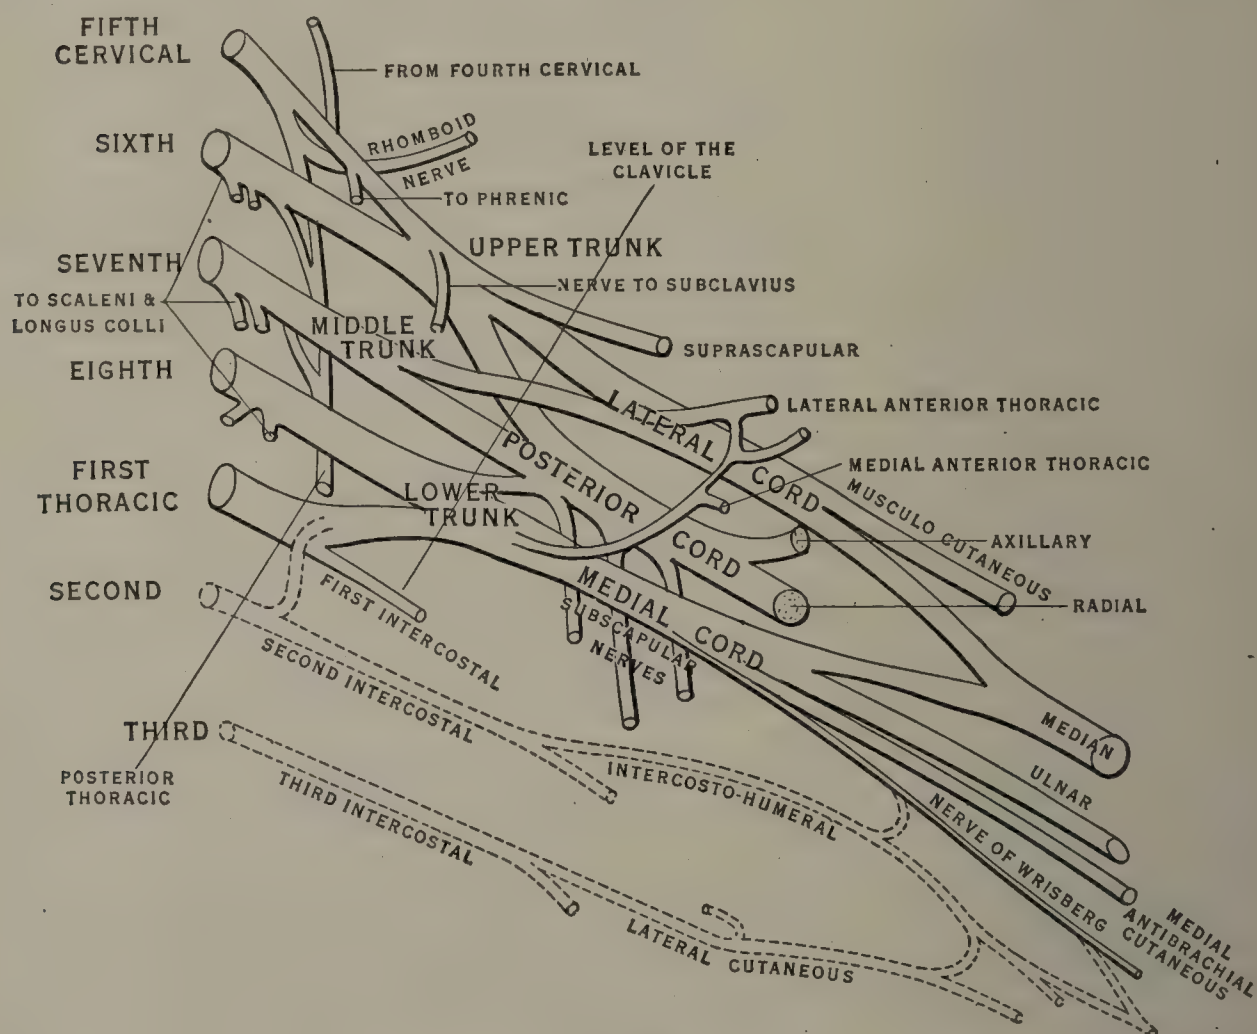 FIFTH
CERVICAL
FROM FOURTH CERVICAL
RHOMBOID
NERVE
SIXTH
LEVEL OF THE
CLAVICLE
TO PHRENIC
UPPER TRUNK
SEVENTH
NERVE TO SUBCLAVIUS
TO SCALENI &
LONGUS COLLI
MIDDLE
TRUNK
SUPRASCAPULAR
EIGHTH
LATERAL
CORD
LATERAL ANTERIOR THORACIC
POSTERIOR
CORD
MEDIAL ANTERIOR THORACIC
FIRST
THORACIC
LOWER
TRUNK
MUSCULO CUTANEOUS
AXILLARY
SECOND
FIRST INTERCOSTAL
MEDIAL CORD
SUBSCAPULAR
NERVES
RADIAL
SECOND INTERCOSTAL
THIRD
MEDIAN
POSTERIOR
THORACIC
THIRD INTERCOSTAL
INTERCOSTO-HUMERAL
ULNAR
NERVE OF WRISBERG
MEDIAL
ANTIBRACHIAL
CUTANEOUS
LATERAL CUTANEOUS